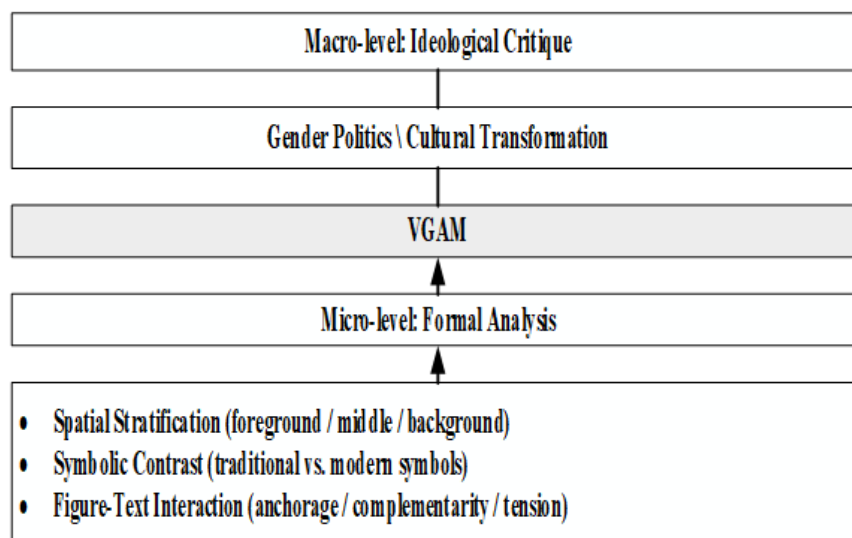 Macro-level: Ideological Critique
Gender Politics \ Cultural Transformation
VGAM
Micro-level: Formal Analysis
• Spatial Stratification (foreground / middle / background)
• Symbolic Contrast (traditional vs. modern symbols)
• Figure-Text Interaction (anchorage / complementarity / tension)